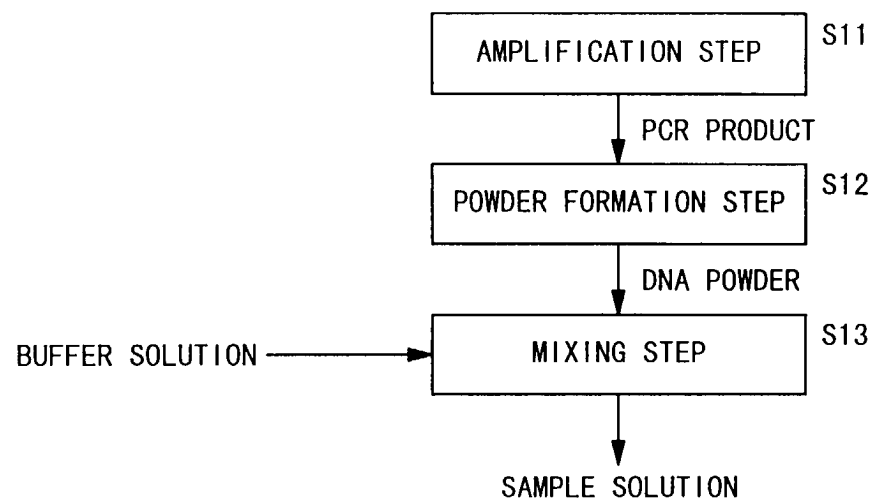 AMPLIFICATION STEP
S11
PCR PRODUCT
POWDER FORMATION STEP
S12
DNA POWDER
BUFFER SOLUTION
MIXING STEP
S13
SAMPLE SOLUTION